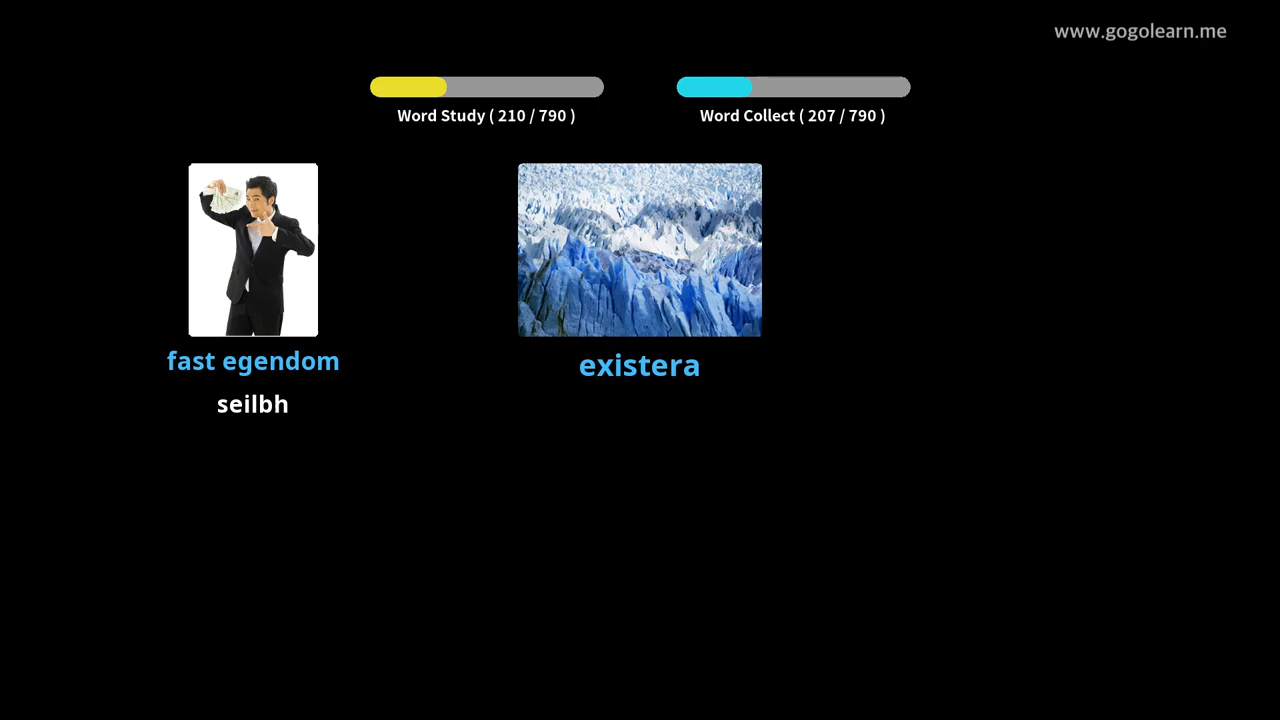 www.gogolearn.me
Word Study ( 210 / 790 )
Word Collect ( 207 / 790 )
fast egendom
seilbh
existera